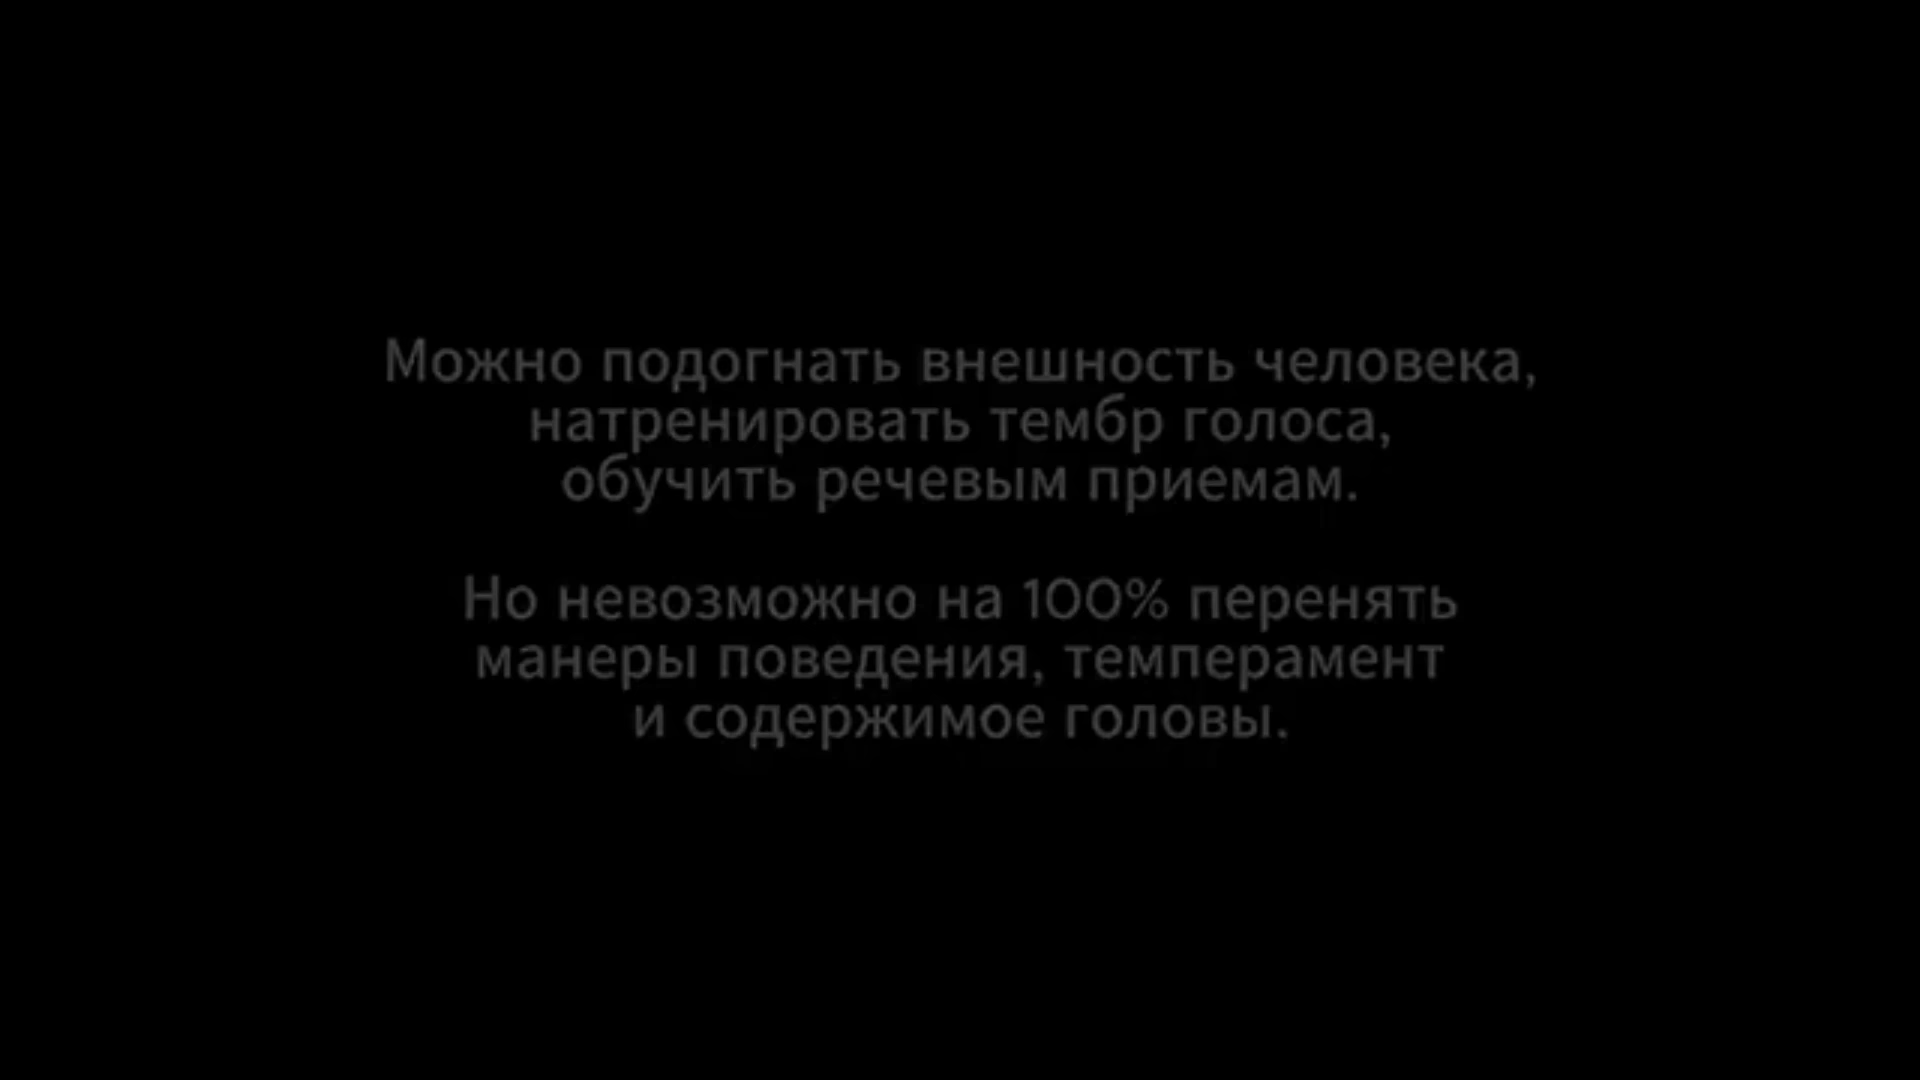 Можно подогнать внешность человека,
натренировать тембр голоса,
обучить речевым приемам.
Но невозможно на 100% перенять
манеры поведения, темперамент
и содержимое головы.